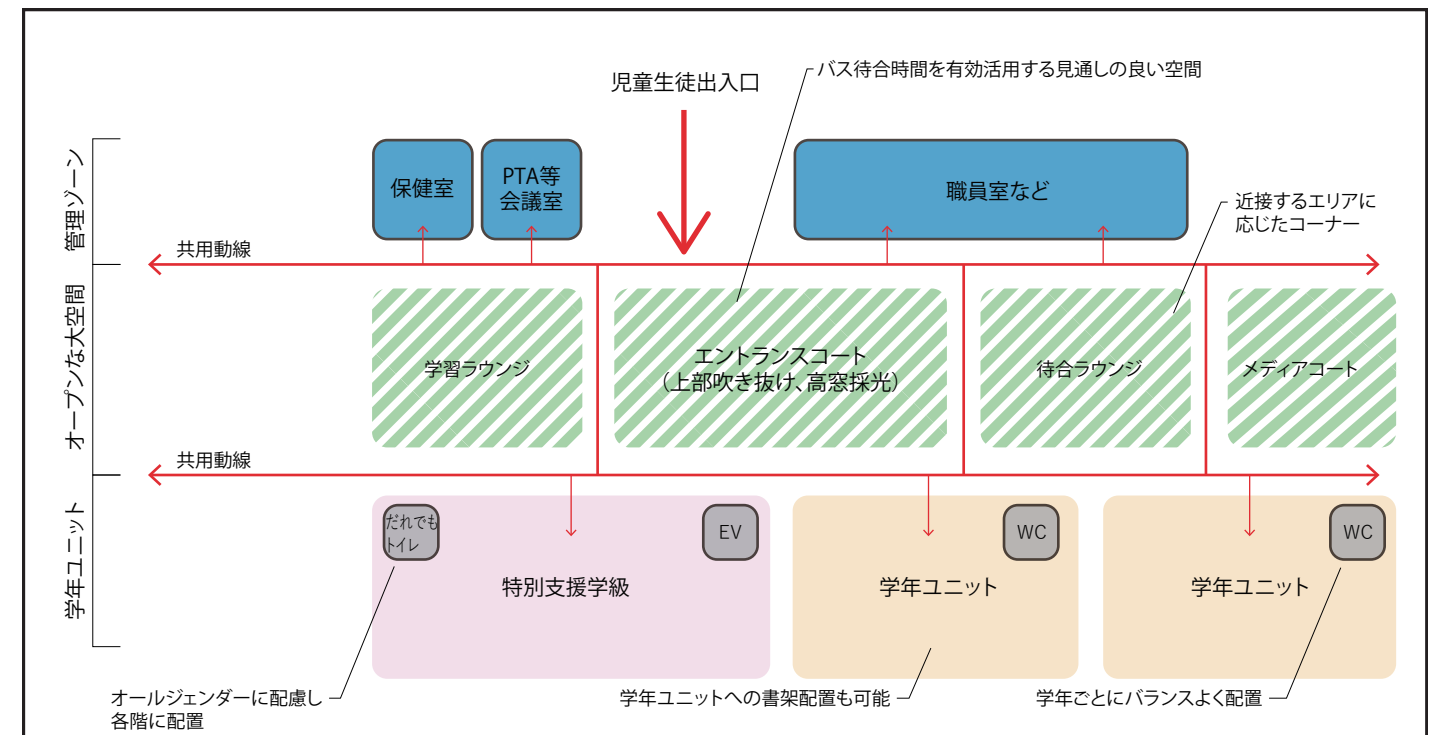 児童生徒出入口
バス待合時間を有効活用する見通しの良い空間
管理ゾーン
保健室
PTA等
会議室
職員室など
近接するエリアに
応じたコーナー
共用動線
オープンな大空間
学習ラウンジ
エントランスコート
（上部吹き抜け、高窓採光）
待合ラウンジ
メディアコート
共用動線
学年ユニット
だれでも
トイレ
EV
特別支援学級
WC
学年ユニット
WC
学年ユニット
オールジェンダーに配慮し
各階に配置
学年ユニットへの書架配置も可能
学年ごとにバランスよく配置